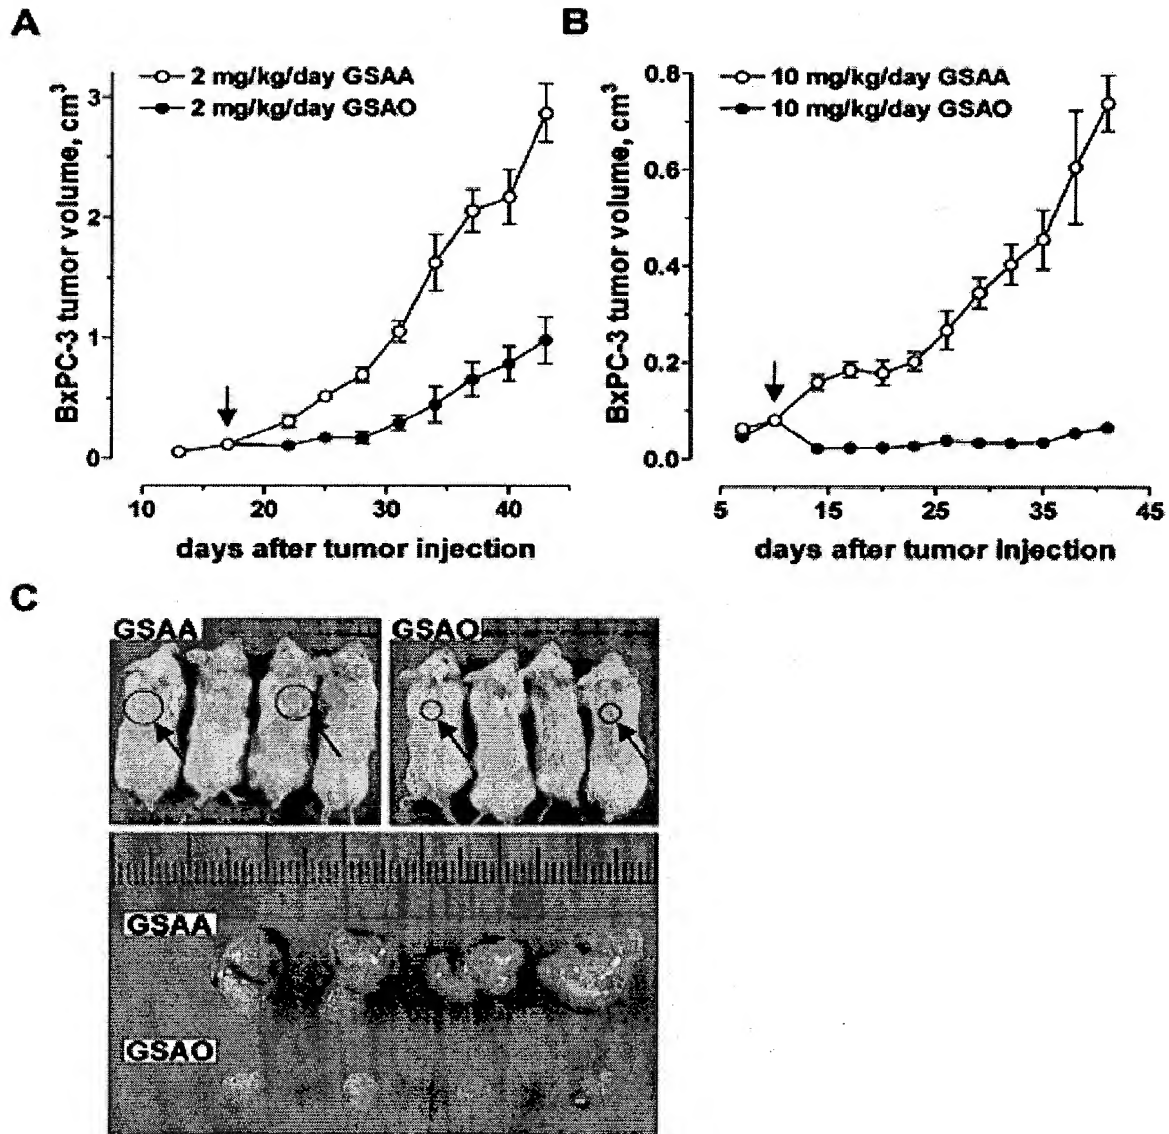 A
2 mg/kg/day GSAA
2 mg/kg/day GSAO
BxPC-3 tumor volume, cm3
3
2
1
0
10 20 30 40
days after tumor injection
B
10 mg/kg/day GSAA
10 mg/kg/day GSAO
BxPC-3 tumor volume, cm3
0.8
0.6
0.4
0.2
0.0
5 15 25 35 45
days after tumor Injection
C
GSAA
GSAO
GSAA
GSAO